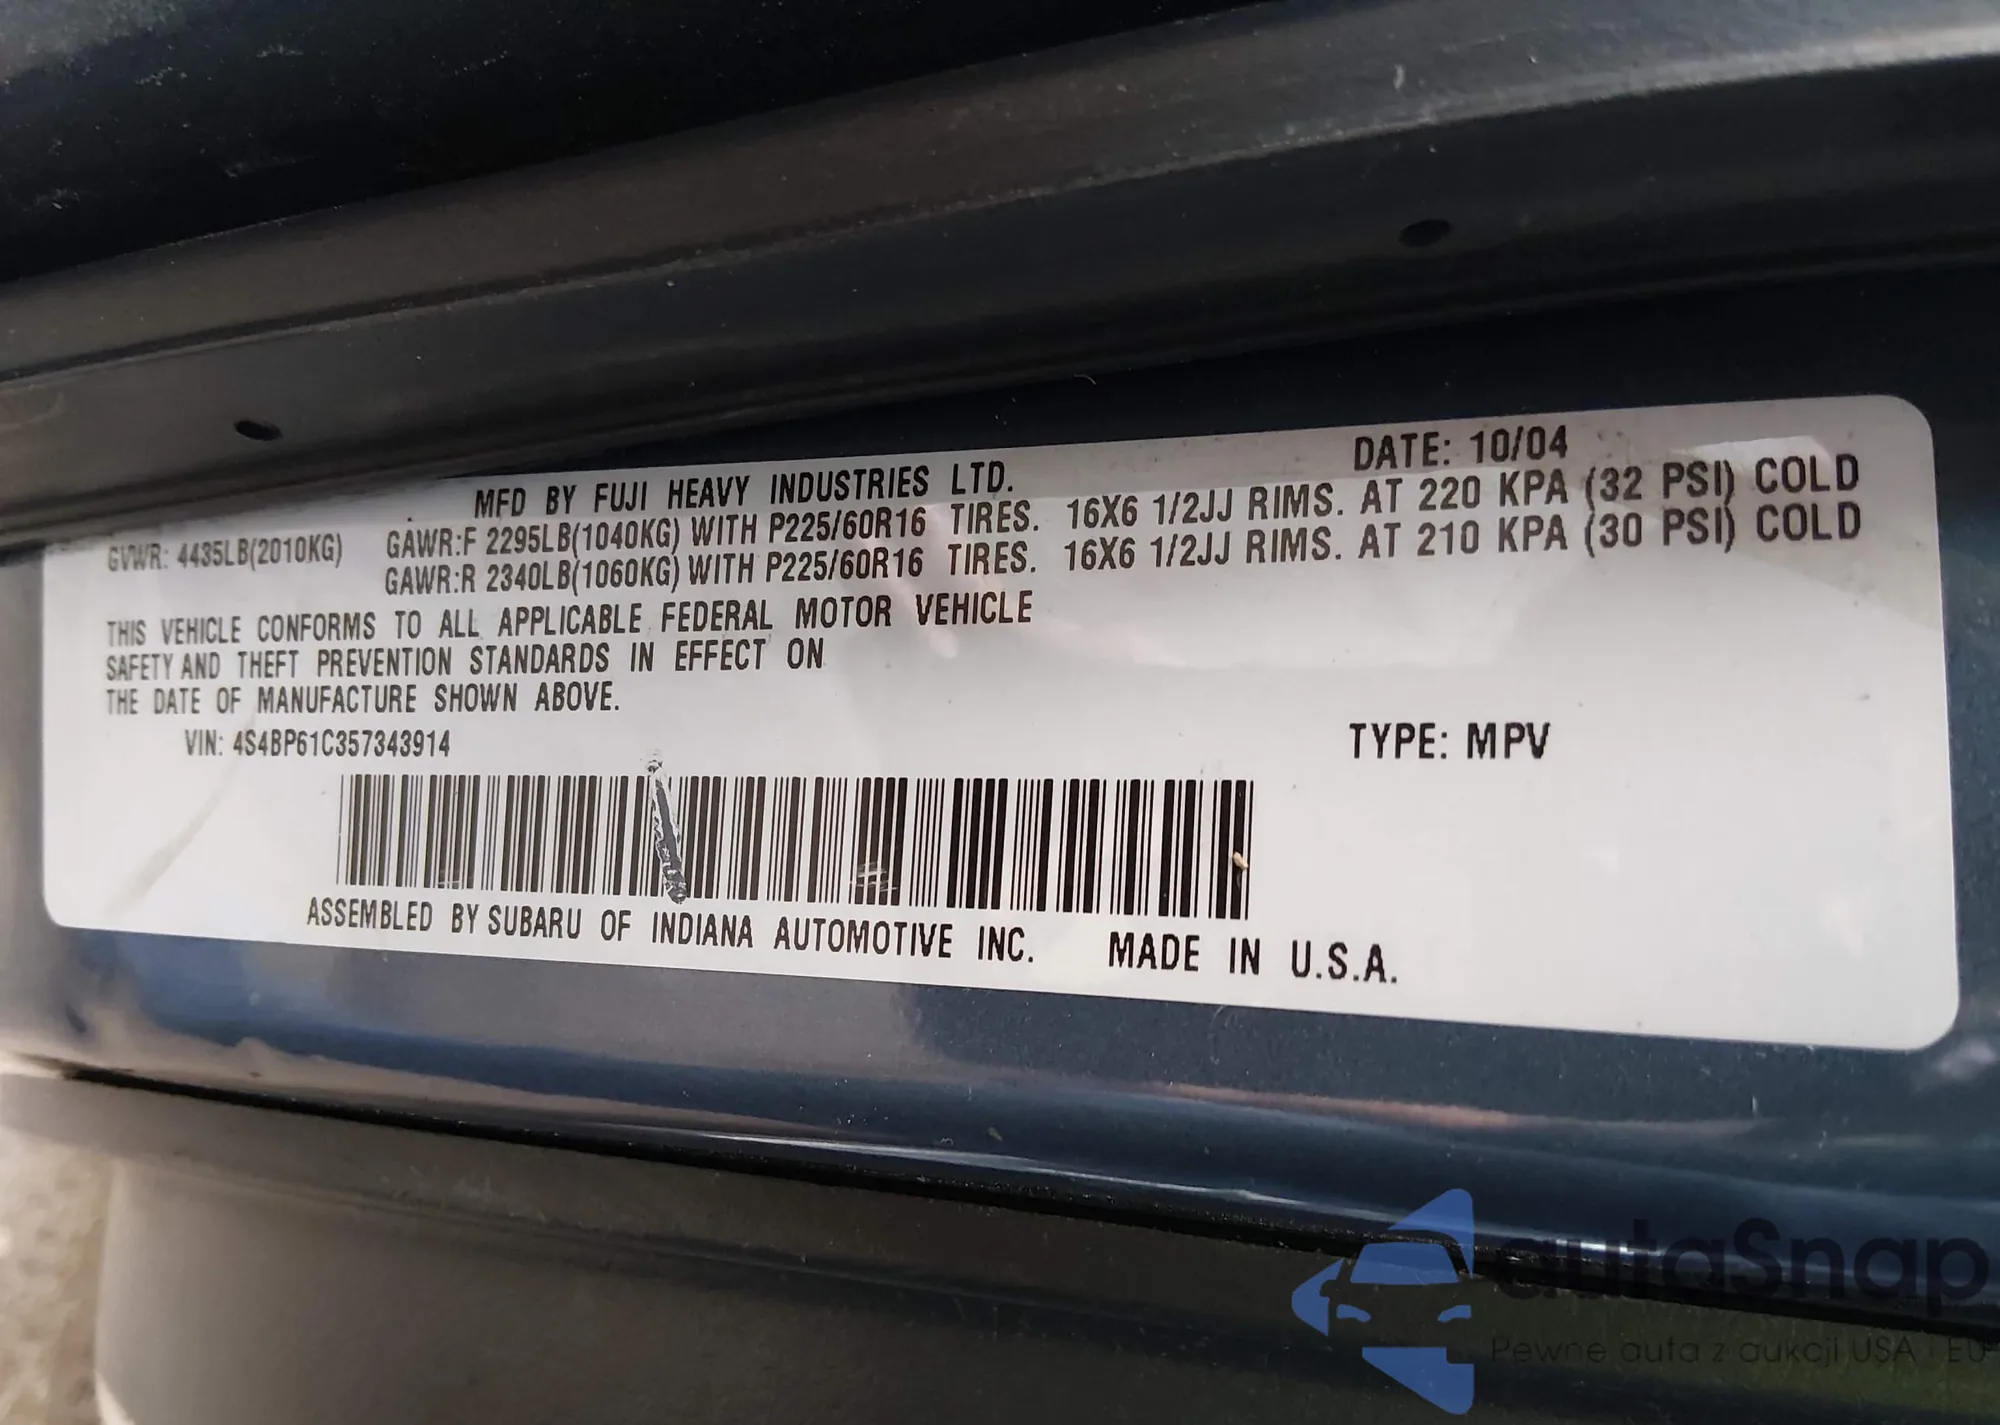 MFD BY FUJI HEAVY INDUSTRIES LTD. DATE: 10/04
GVWR: 4435LB(2010KG) GAWR:F 2295LB(1040KG) WITH P225/60R16 TIRES. 16X6 1/2JJ RIMS. AT 220 KPA (32 PSI) COLD
GAWR:R 2340LB(1060KG) WITH P225/60R16 TIRES. 16X6 1/2JJ RIMS. AT 210 KPA (30 PSI) COLD
THIS VEHICLE CONFORMS TO ALL APPLICABLE FEDERAL MOTOR VEHICLE
SAFETY AND THEFT PREVENTION STANDARDS IN EFFECT ON
THE DATE OF MANUFACTURE SHOWN ABOVE.
VIN: 4S4BP61C357343914 TYPE: MPV
ASSEMBLED BY SUBARU OF INDIANA AUTOMOTIVE INC. MADE IN U.S.A.
autaSnap
Pewne auta z aukcji USA i EU